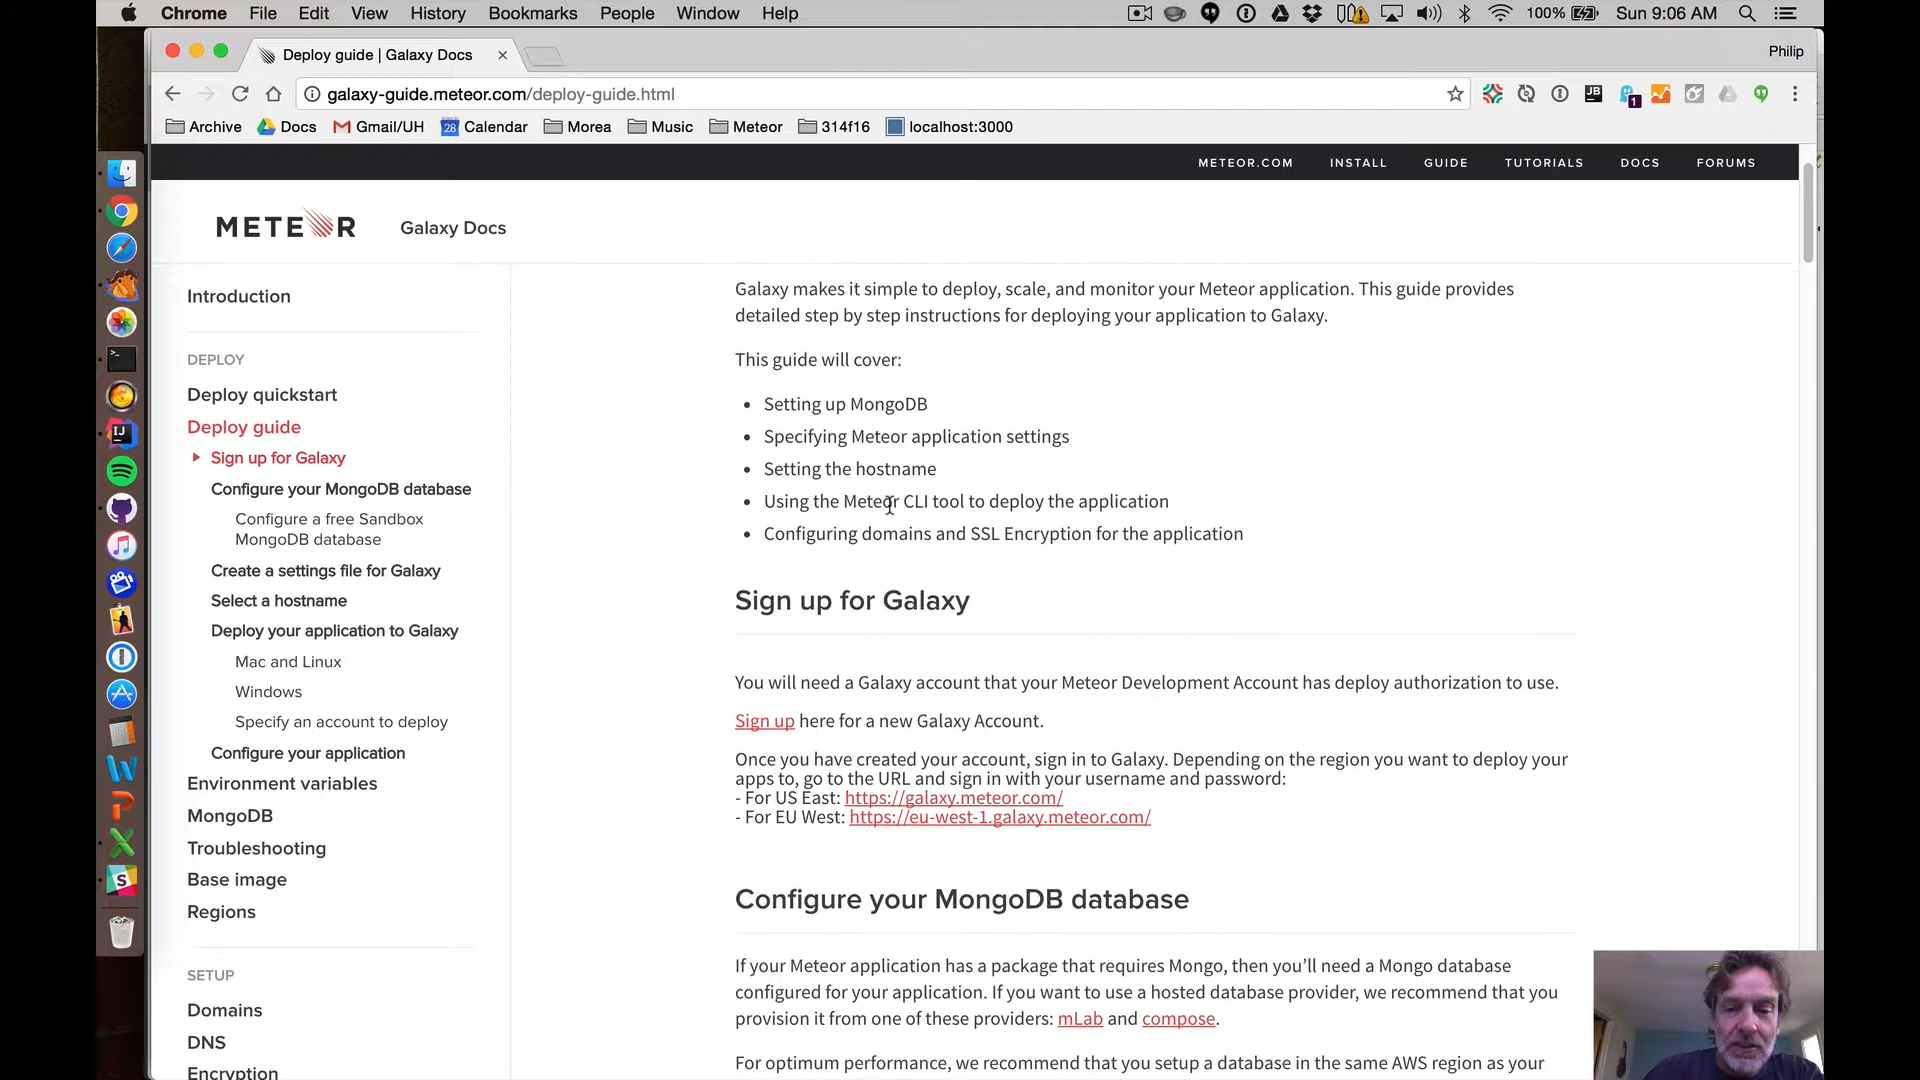 Chrome File Edit View History Bookmarks People Window Help 100% Sun 9:06 AM
Deploy guide | Galaxy Docs Philip
galaxy-guide.meteor.com/deploy-guide.html JB 1
Archive Docs Gmail/UH 28 Calendar Morea Music Meteor 314f16 localhost:3000
METEOR.COM INSTALL GUIDE TUTORIALS DOCS FORUMS
METEOR Galaxy Docs
Introduction
DEPLOY
Deploy quickstart
Deploy guide
Sign up for Galaxy
Configure your MongoDB database
Configure a free Sandbox
MongoDB database
Create a settings file for Galaxy
Select a hostname
Deploy your application to Galaxy
Mac and Linux
Windows
Specify an account to deploy
Configure your application
Environment variables
MongoDB
Troubleshooting
Base image
Regions
SETUP
Domains
DNS
Encryption
Galaxy makes it simple to deploy, scale, and monitor your Meteor application. This guide provides
detailed step by step instructions for deploying your application to Galaxy.
This guide will cover:
• Setting up MongoDB
• Specifying Meteor application settings
• Setting the hostname
• Using the Meteor CLI tool to deploy the application
• Configuring domains and SSL Encryption for the application
Sign up for Galaxy
You will need a Galaxy account that your Meteor Development Account has deploy authorization to use.
Sign up here for a new Galaxy Account.
Once you have created your account, sign in to Galaxy. Depending on the region you want to deploy your
apps to, go to the URL and sign in with your username and password:
- For US East: https://galaxy.meteor.com/
- For EU West: https://eu-west-1.galaxy.meteor.com/
Configure your MongoDB database
If your Meteor application has a package that requires Mongo, then you’ll need a Mongo database
configured for your application. If you want to use a hosted database provider, we recommend that you
provision it from one of these providers: mLab and compose.
For optimum performance, we recommend that you setup a database in the same AWS region as your